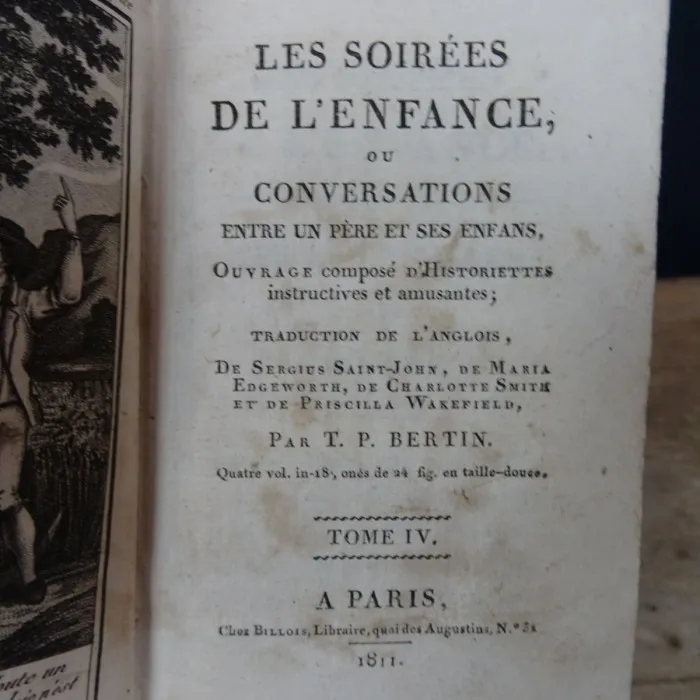 LES SOIRÉES
DE L'ENFANCE,
OU
CONVERSATIONS
ENTRE UN PÈRE ET SES ENFANS,
OUVRAGE composé D'HISTORIETTES
instructives et amusantes;
TRADUCTION DE L'ANGLOIS,
DE SERGIUS SAINT-JOHN, DE MARIA
EDGEWORTH, DE CHARLOTTE SMITH
ET DE PRISCILLA WAKEFIELD,
PAR T. P. BERTIN.
Quatre vol. in-18, onés de 24 fig. en taille-douce.
TOME IV.
A PARIS,
Chez BILLOIS, Libraire, quai des Augustins, N.º 31
1811.
un
n'est